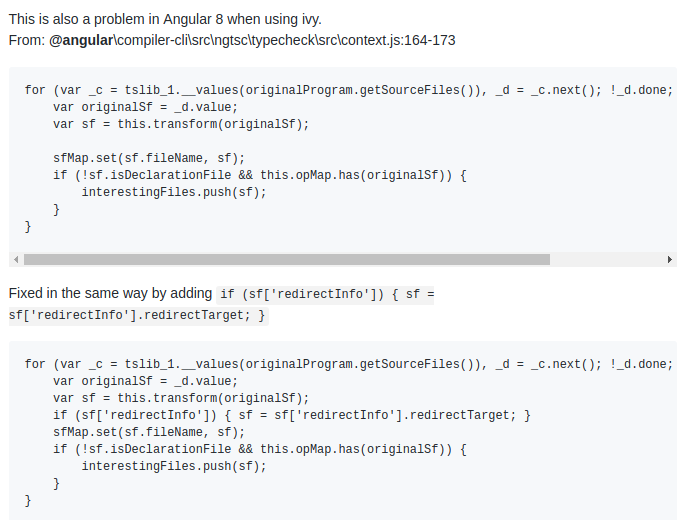 This is also a problem in Angular 8 when using ivy.
From: @angular\compiler-cli\src\ngtsc\typecheck\src\context.js:164-173
for (var _c = tslib_1.__values(originalProgram.getSourceFiles()), _d = _c.next(); !_d.done;
    var originalSf = _d.value;
    var sf = this.transform(originalSf);
    sfMap.set(sf.fileName, sf);
    if (!sf.isDeclarationFile && this.opMap.has(originalSf)) {
        interestingFiles.push(sf);
    }
}
Fixed in the same way by adding if (sf['redirectInfo']) { sf =
sf['redirectInfo'].redirectTarget; }
for (var _c = tslib_1.__values(originalProgram.getSourceFiles()), _d = _c.next(); !_d.done;
    var originalSf = _d.value;
    var sf = this.transform(originalSf);
    if (sf['redirectInfo']) { sf = sf['redirectInfo'].redirectTarget; }
    sfMap.set(sf.fileName, sf);
    if (!sf.isDeclarationFile && this.opMap.has(originalSf)) {
        interestingFiles.push(sf);
    }
}